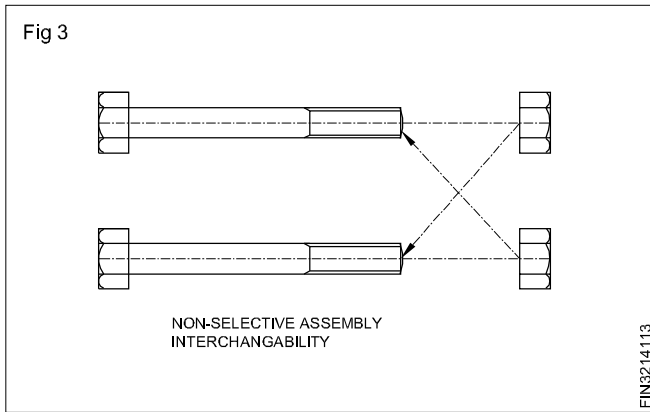 Fig 3
NON-SELECTIVE ASSEMBLY
INTERCHANGABILITY
FIN3214113